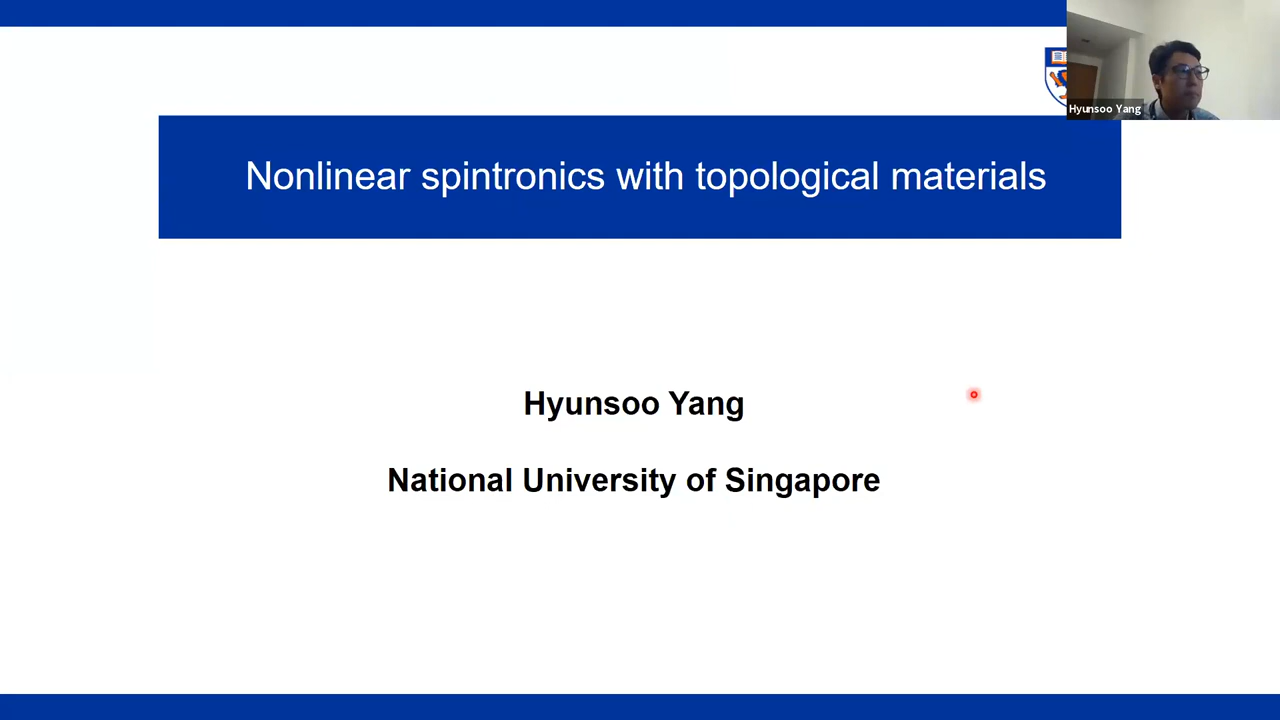 Nonlinear spintronics with topological materials
Hyunsoo Yang
Hyunsoo Yang
National University of Singapore